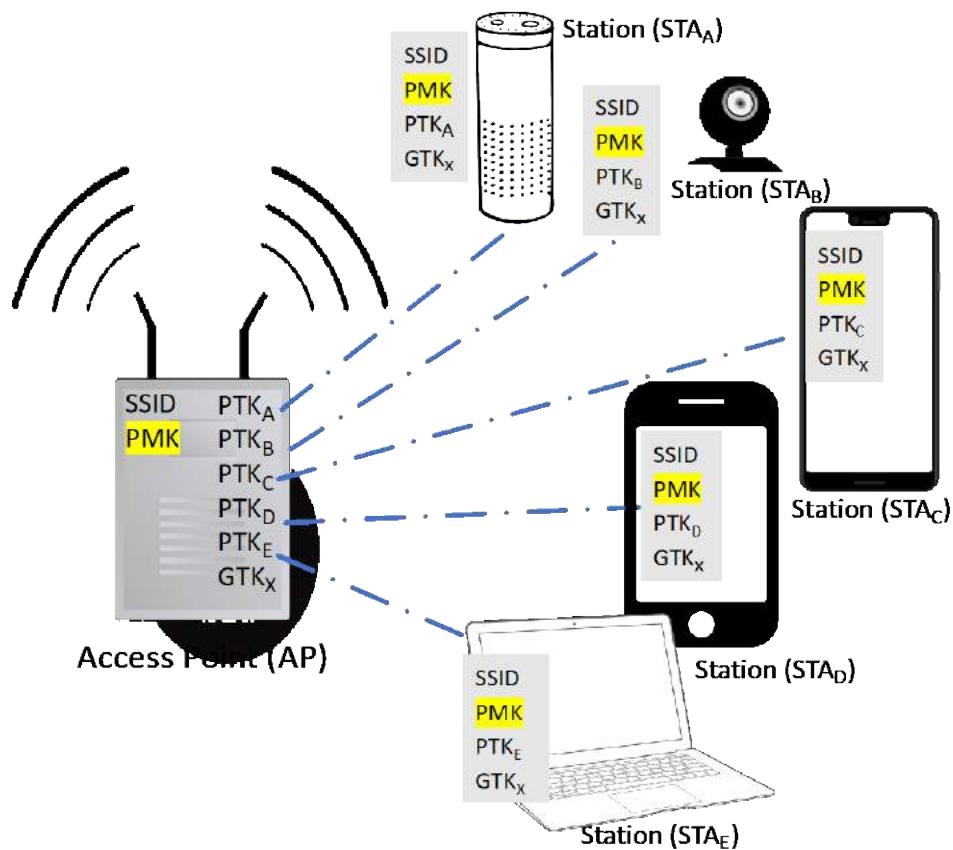 Station (STA_A)
SSID
PMK
PTK_A
GTK_X
SSID
PMK
PTK_B
GTK_X
Station (STA_B)
SSID
PMK
PTK_C
GTK_X
Station (STA_C)
SSID
PMK
PTK_A
PTK_B
PTK_C
PTK_D
PTK_E
GTK_X
Access Point (AP)
SSID
PMK
PTK_D
GTK_X
Station (STA_D)
SSID
PMK
PTK_E
GTK_X
Station (STA_E)